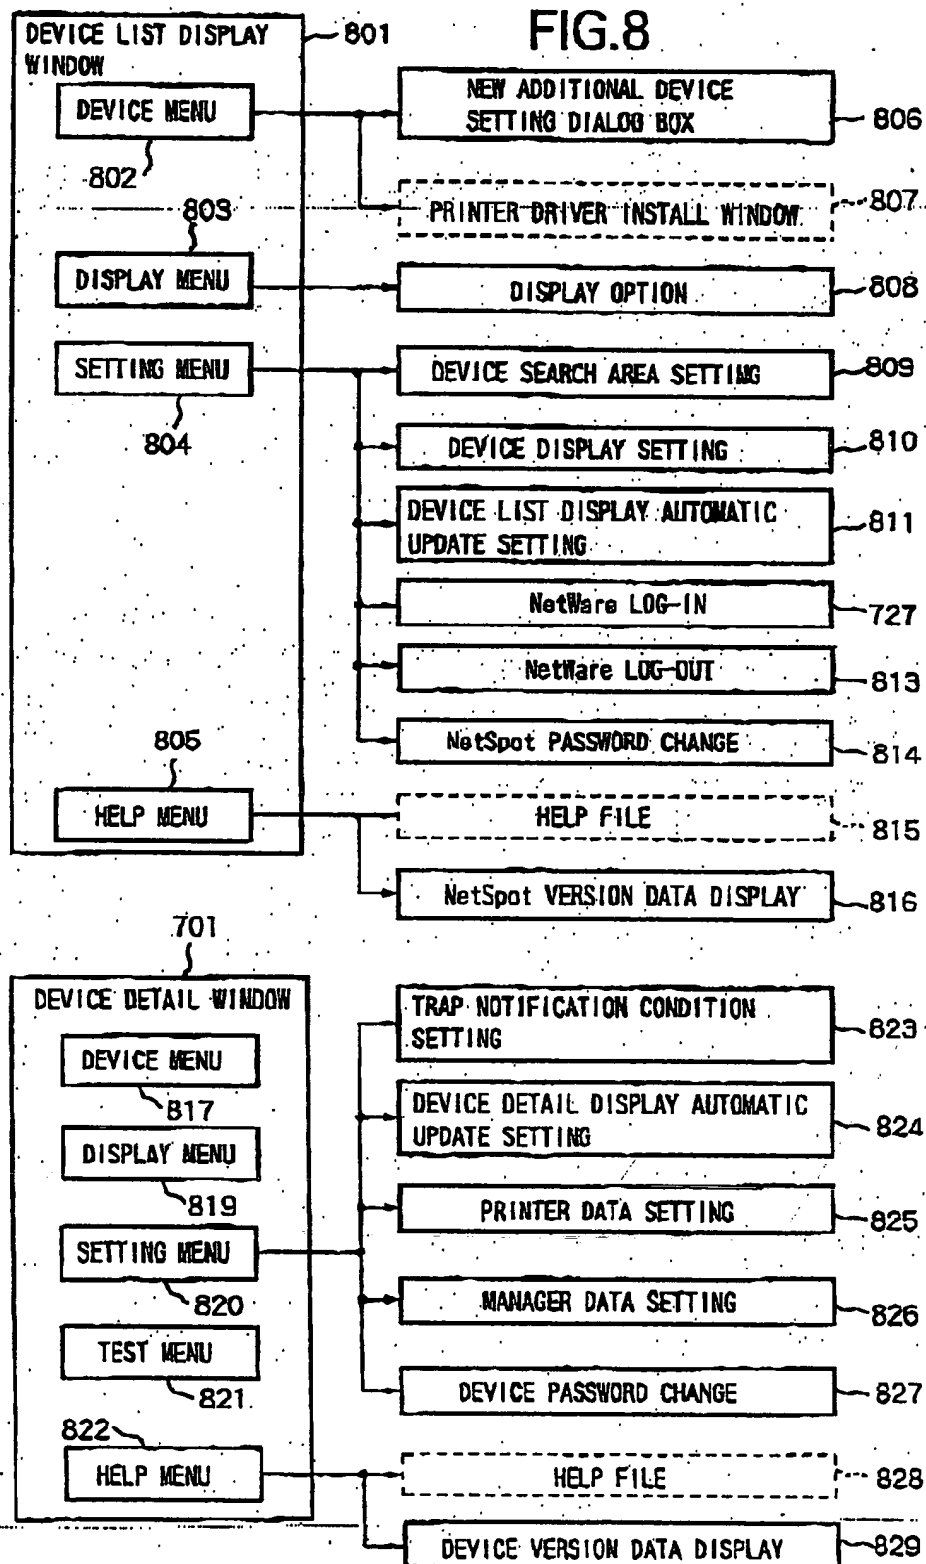 FIG.8
DEVICE LIST DISPLAY
WINDOW
801
DEVICE MENU
802
NEW ADDITIONAL DEVICE
SETTING DIALOG BOX
806
PRINTER DRIVER INSTALL WINDOW
807
803
DISPLAY MENU
DISPLAY OPTION
808
SETTING MENU
804
DEVICE SEARCH AREA SETTING
809
DEVICE DISPLAY SETTING
810
DEVICE LIST DISPLAY AUTOMATIC
UPDATE SETTING
811
NetWare LOG-IN
727
NetWare LOG-OUT
813
NetSpot PASSWORD CHANGE
814
805
HELP MENU
HELP FILE
815
NetSpot VERSION DATA DISPLAY
816
701
DEVICE DETAIL WINDOW
DEVICE MENU
817
DISPLAY MENU
819
SETTING MENU
820
TEST MENU
821
822
HELP MENU
TRAP NOTIFICATION CONDITION
SETTING
823
DEVICE DETAIL DISPLAY AUTOMATIC
UPDATE SETTING
824
PRINTER DATA SETTING
825
MANAGER DATA SETTING
826
DEVICE PASSWORD CHANGE
827
HELP FILE
828
DEVICE VERSION DATA DISPLAY
829